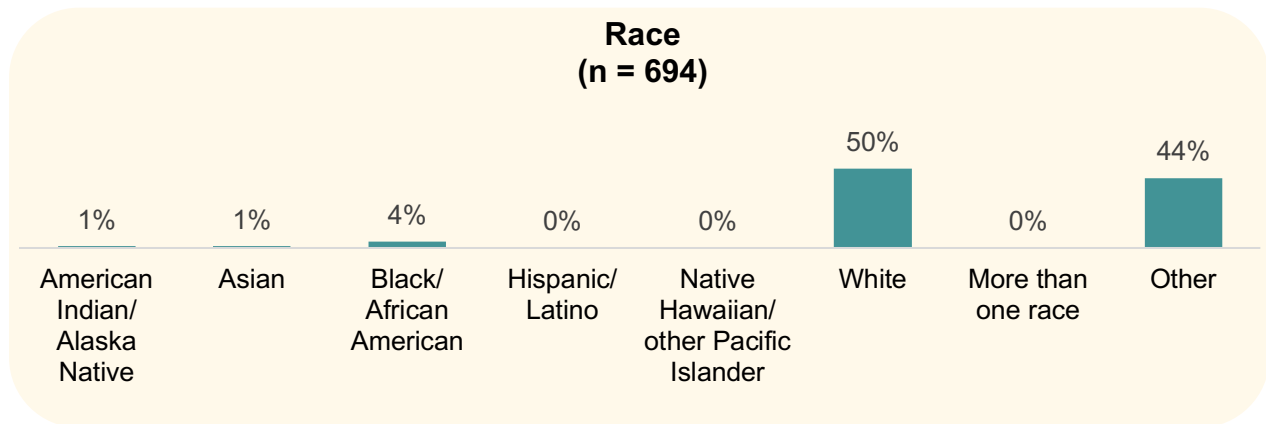 Race
(n = 694)
1%
1%
4%
0%
0%
50%
0%
44%
American
Indian/
Alaska
Native
Asian
Black/
African
American
Hispanic/
Latino
Native
Hawaiian/
other Pacific
Islander
White
More than
one race
Other